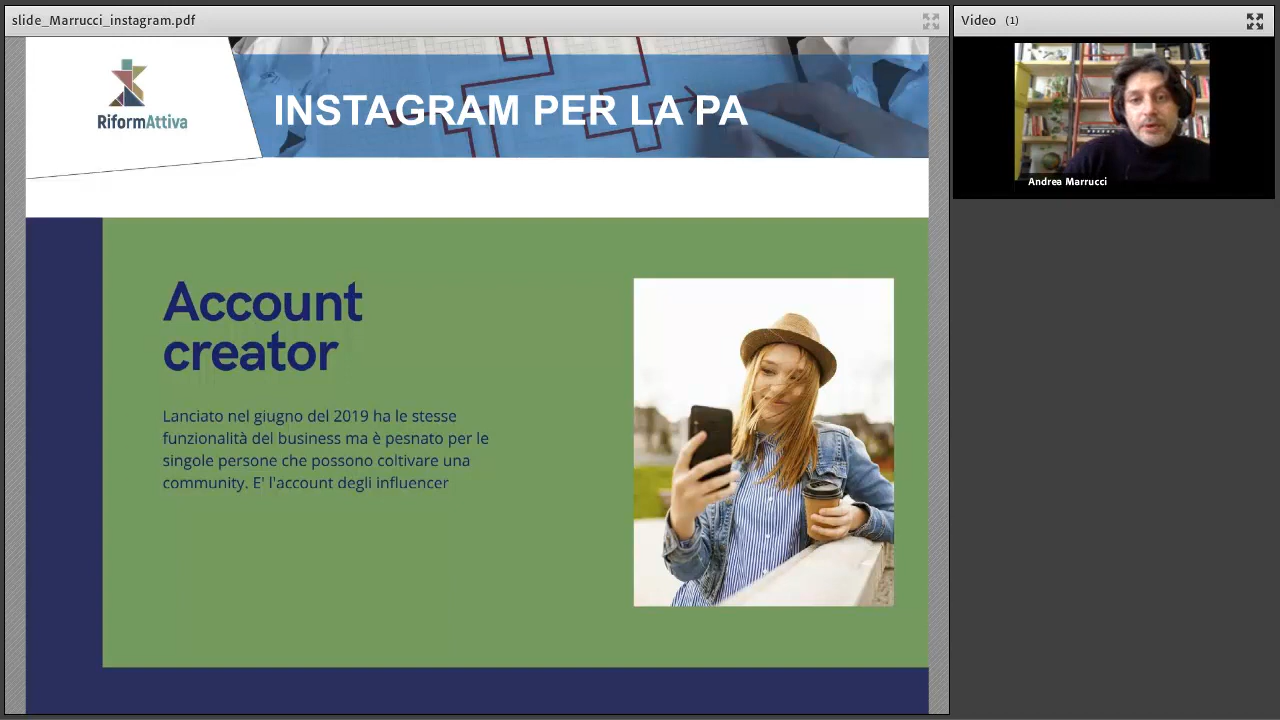 slide_Marrucci_instagram.pdf
Video (1)
RiformAttiva
INSTAGRAM PER LA PA
Andrea Marrucci
Account
creator
Lanciato nel giugno del 2019 ha le stesse
funzionalità del business ma è pesnato per le
singole persone che possono coltivare una
community. E' l'account degli influencer